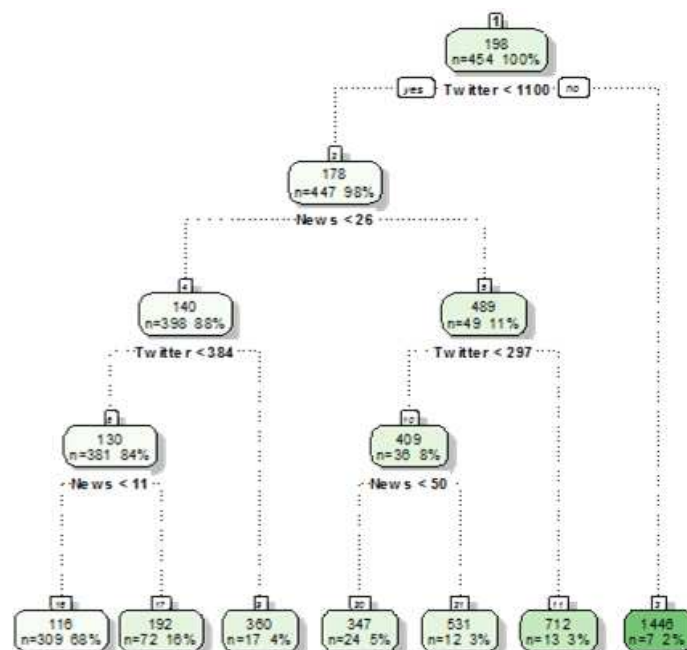 1
198
n=454 100%
yes Twitter < 1100 no
2
178
n=447 98%
News < 26
4 5
140 489
n=398 88% n=49 11%
Twitter < 384 Twitter < 297
8 10
130 409
n=381 84% n=36 8%
News < 11 News < 50
16 17 9 20 21 11 3
116 192 360 347 531 712 1446
n=309 68% n=72 16% n=17 4% n=24 5% n=12 3% n=13 3% n=7 2%